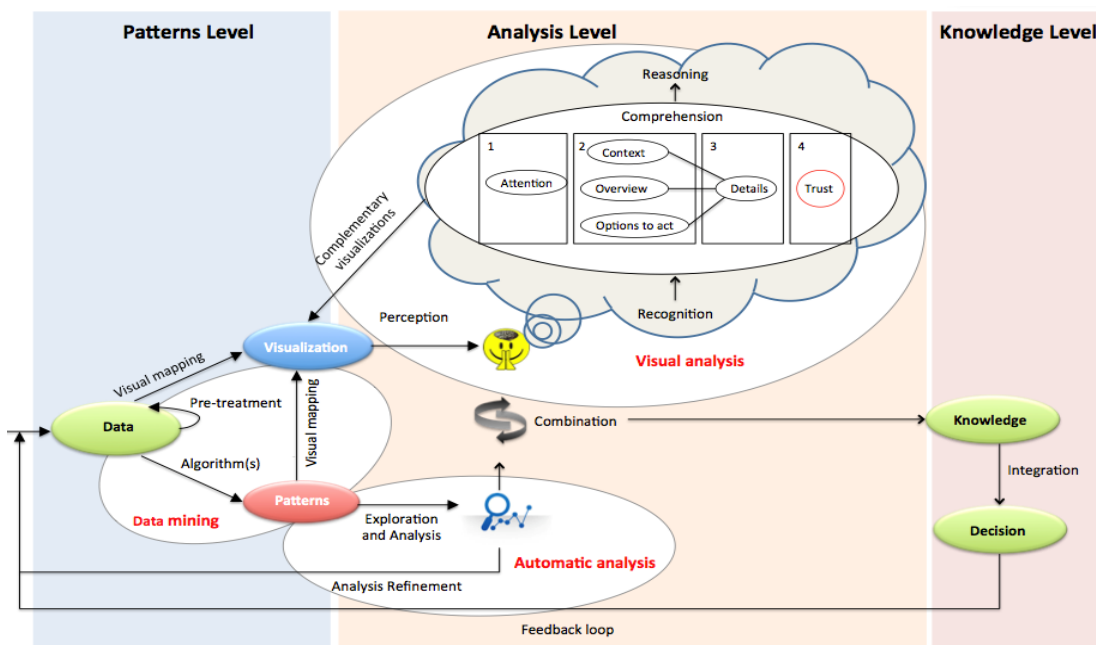 Patterns Level
Analysis Level
Knowledge Level
Reasoning
Comprehension
1
2
3
4
Context
Attention
Overview
Details
Trust
Options to act
Complementary
visualizations
Recognition
Perception
Visual analysis
Visualization
Visual mapping
Pre-treatment
Data
Visual mapping
Combination
Knowledge
Algorithm(s)
Integration
Patterns
Data mining
Exploration
and Analysis
Decision
Automatic analysis
Analysis Refinement
Feedback loop